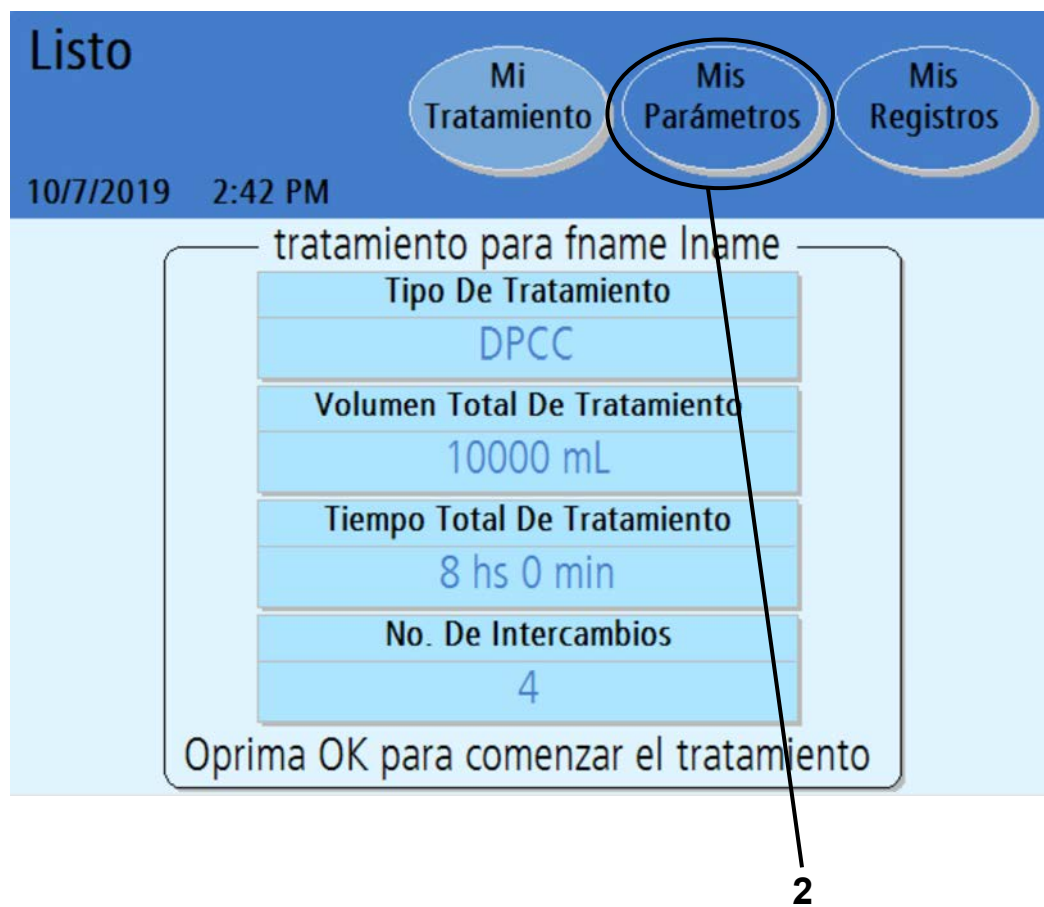 Listo
Mi
Tratamiento
Mis
Parámetros
Mis
Registros
10/7/2019 2:42 PM
tratamiento para fname lname
Tipo De Tratamiento
DPCC
Volumen Total De Tratamiento
10000 mL
Tiempo Total De Tratamiento
8 hs 0 min
No. De Intercambios
4
Oprima OK para comenzar el tratamiento
2